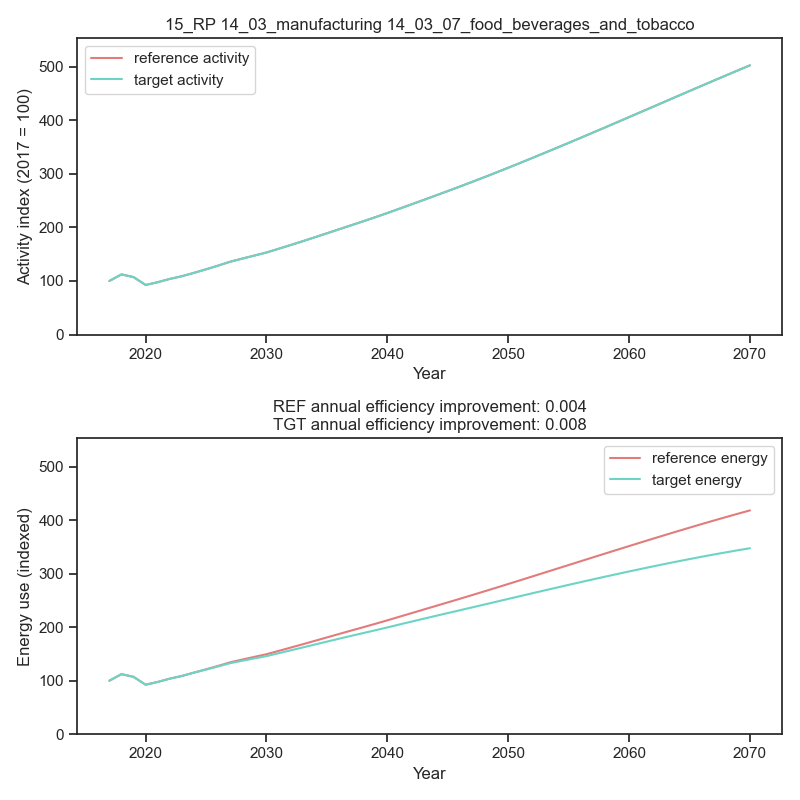 15_RP 14_03_manufacturing 14_03_07_food_beverages_and_tobacco
reference activity
target activity
Activity index (2017 = 100)
500
400
300
200
100
0
2020 2030 2040 2050 2060 2070
Year
REF annual efficiency improvement: 0.004
TGT annual efficiency improvement: 0.008
reference energy
target energy
Energy use (indexed)
500
400
300
200
100
0
2020 2030 2040 2050 2060 2070
Year